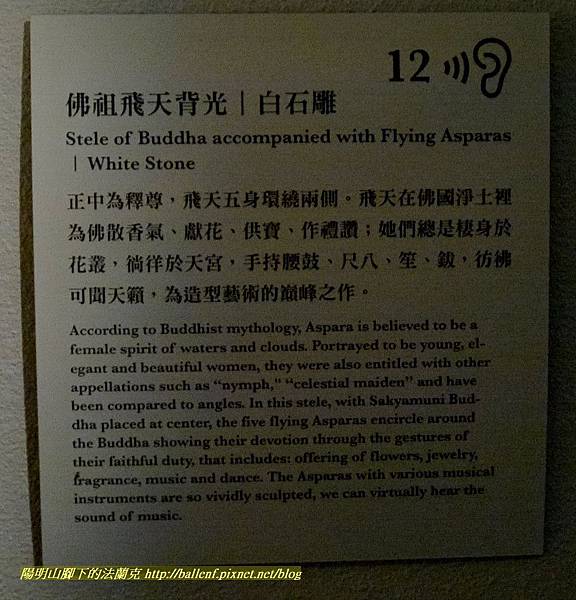 12
佛祖飛天背光｜白石雕
Stele of Buddha accompanied with Flying Asparas
| White Stone
正中為釋尊，飛天五身環繞兩側。飛天在佛國淨土裡
為佛散香氣、獻花、供寶、作禮讚；她們總是棲身於
花叢，徜徉於天宮，手持腰鼓、尺八、笙、鈸，彷彿
可聞天籟，為造型藝術的巔峰之作。
According to Buddhist mythology, Aspara is believed to be a
female spirit of waters and clouds. Portrayed to be young, el-
egant and beautiful women, they were also entitled with other
appellations such as “nymph,” “celestial maiden” and have
been compared to angles. In this stele, with Sakyamuni Bud-
dha placed at center, the five flying Asparas encircle around
the Buddha showing their devotion through the gestures of
their faithful duty, that includes: offering of flowers, jewelry,
fragrance, music and dance. The Asparas with various musical
instruments are so vividly sculpted, we can virtually hear the
sound of music.
陽明山腳下的法蘭克 http://ballenf.pixnet.net/blog